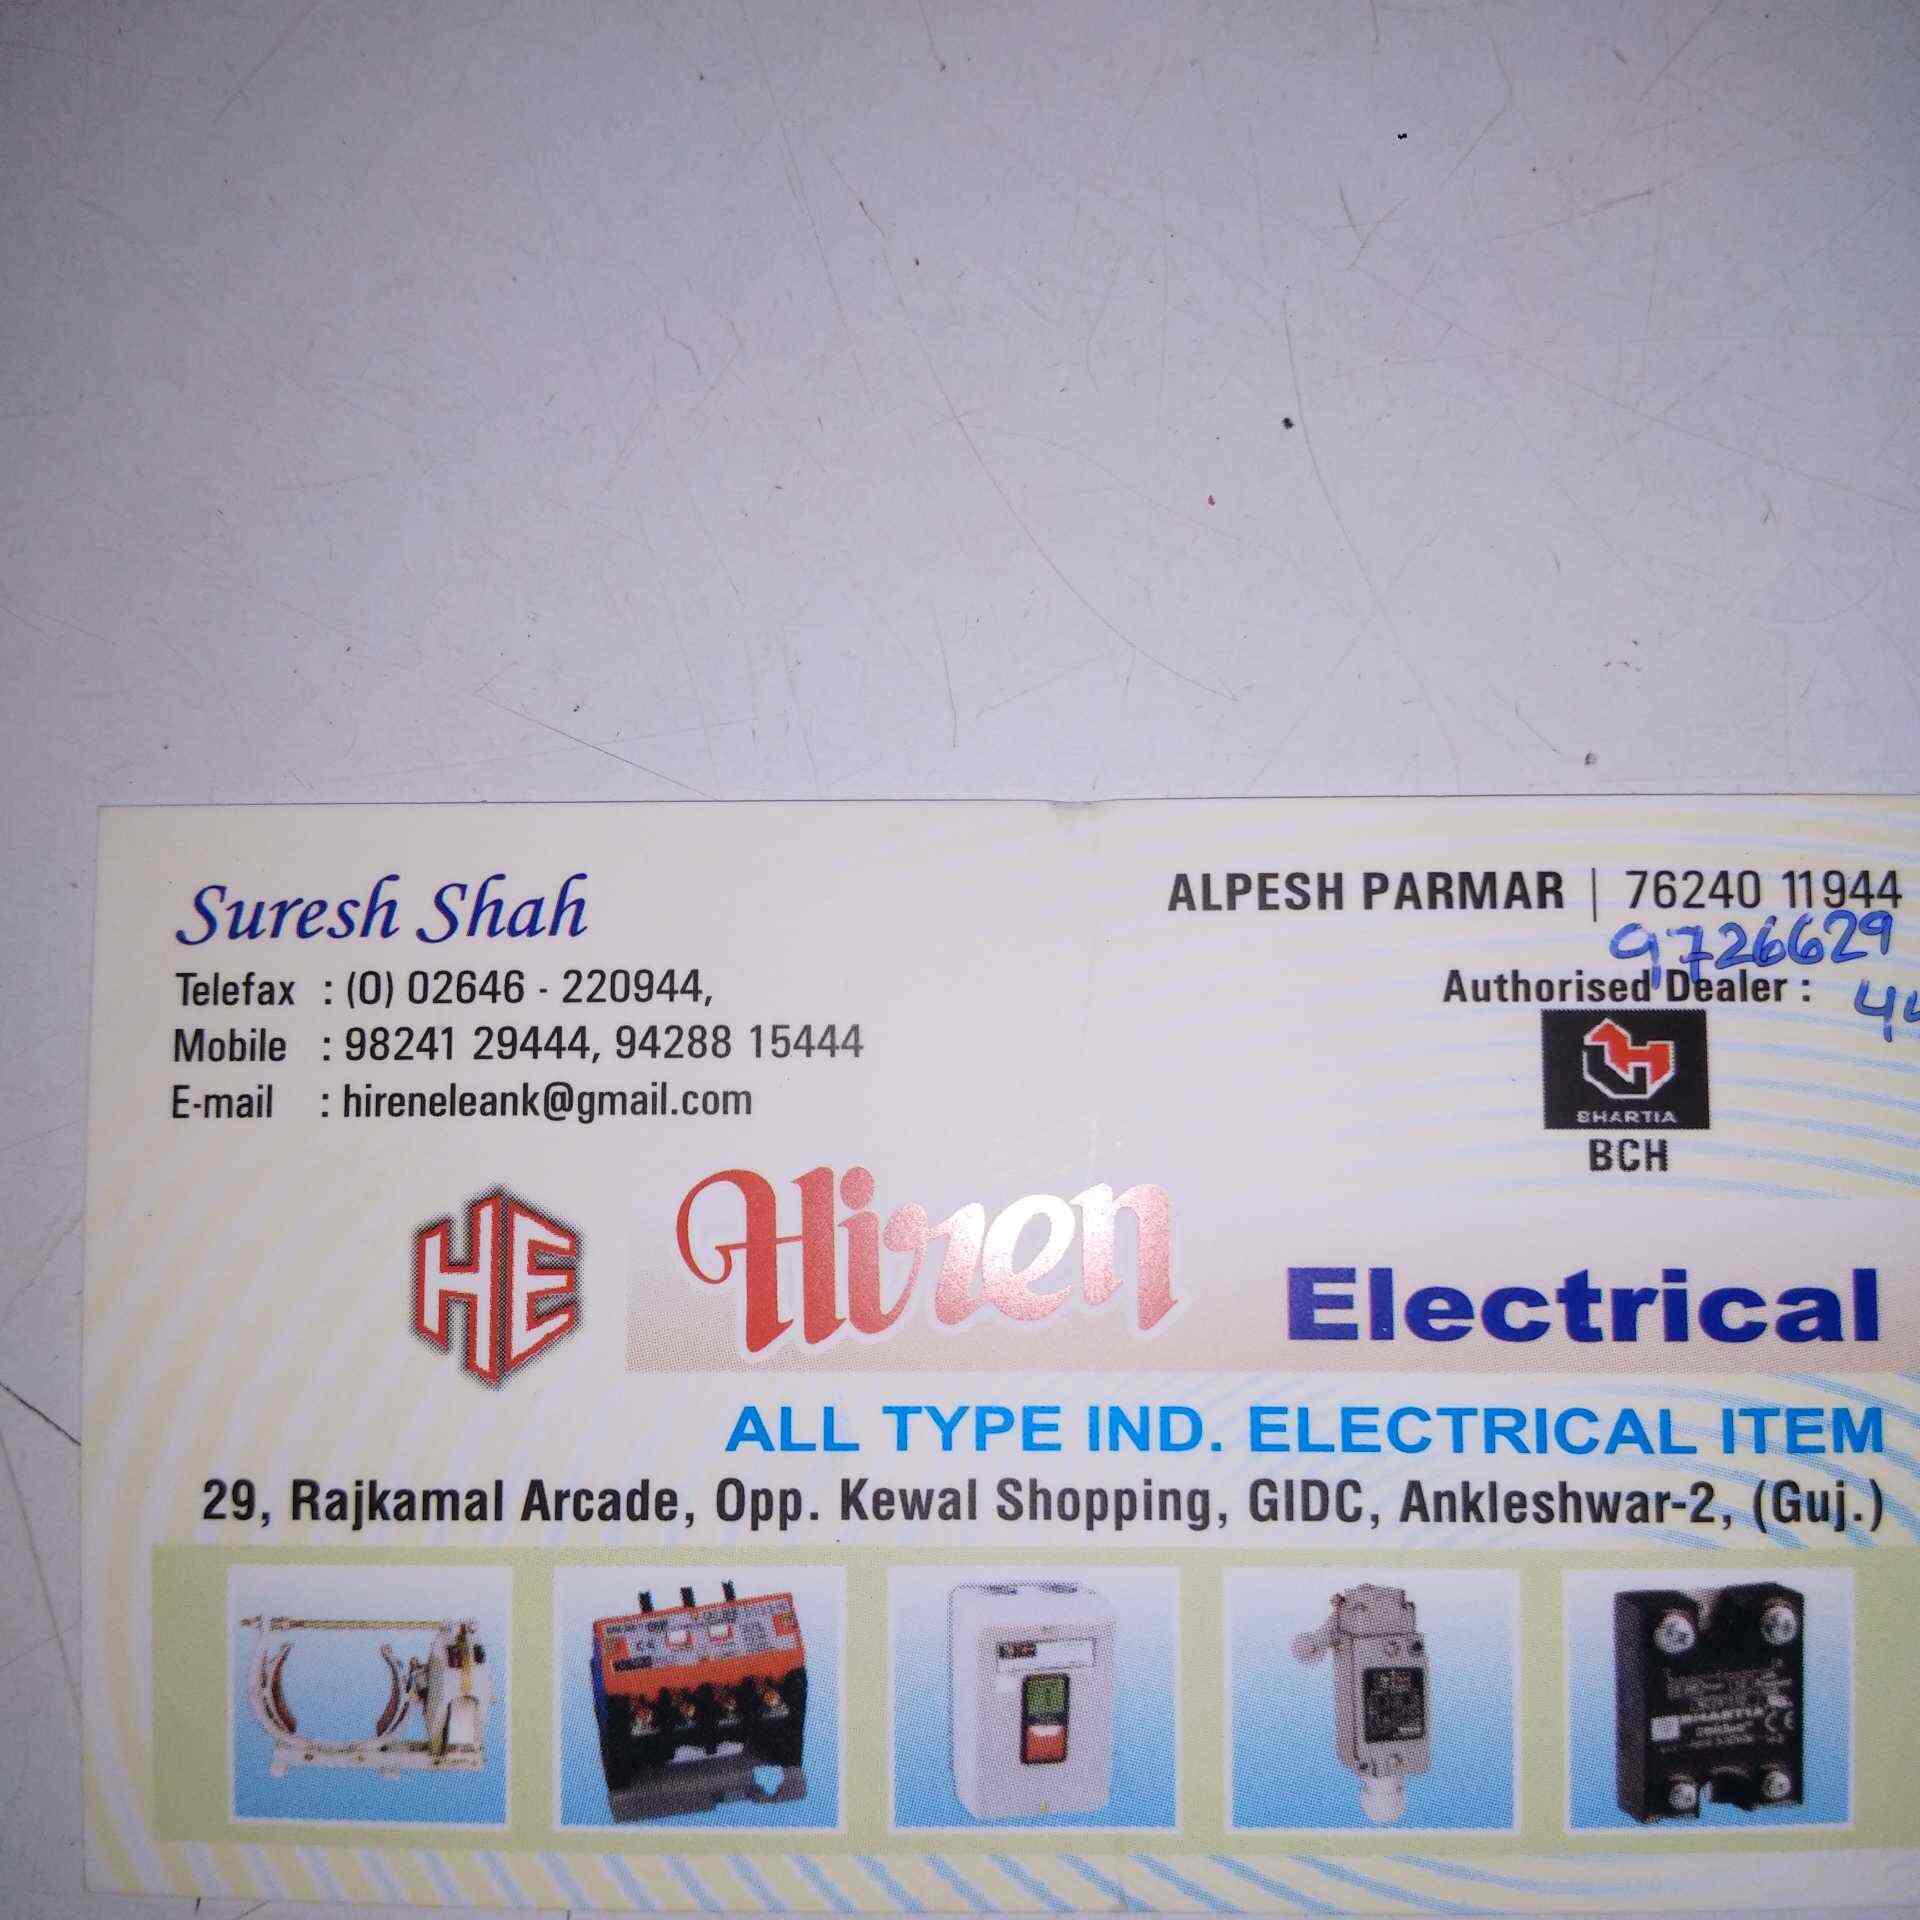 Suresh Shah
Telefax : (O) 02646 - 220944,
Mobile : 98241 29444, 94288 15444
E-mail : hireneleank@gmail.com
ALPESH PARMAR | 76240 11944
9726629
Authorised Dealer :
BHARTIA
BCH
HE
Hiren Electrical
ALL TYPE IND. ELECTRICAL ITEM
29, Rajkamal Arcade, Opp. Kewal Shopping, GIDC, Ankleshwar-2, (Guj.)